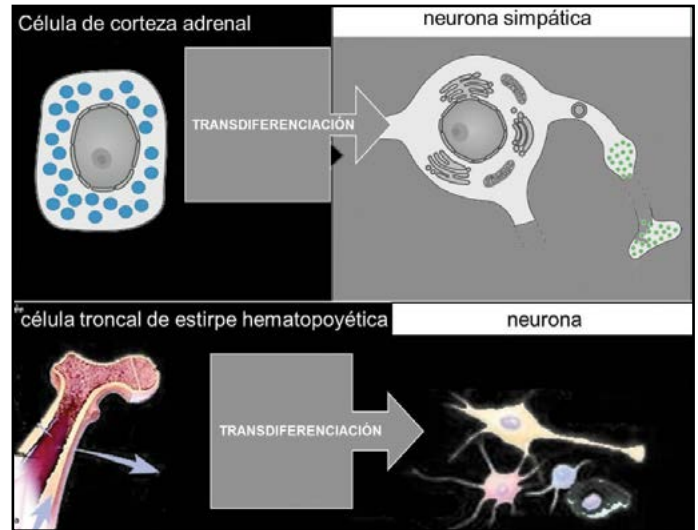 Célula de corteza adrenal
neurona simpática
TRANSDIFERENCIACIÓN
célula troncal de estirpe hematopoyética
neurona
TRANSDIFERENCIACIÓN